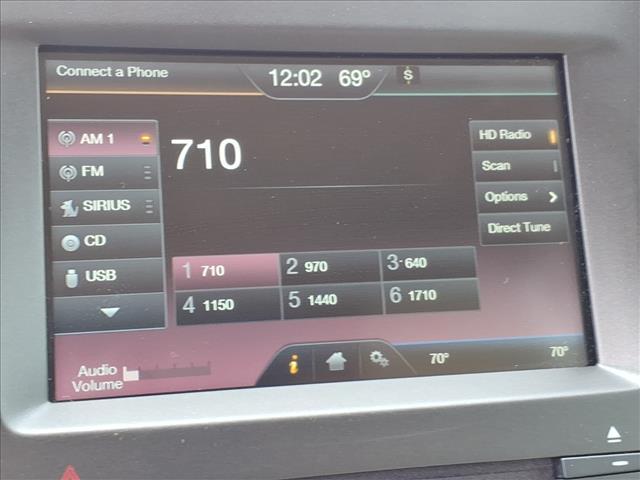 Connect a Phone
12:02 69°
S
AM 1
FM
SIRIUS
CD
USB
710
HD Radio
Scan
Options
Direct Tune
1 710
2 970
3 640
4 1150
5 1440
6 1710
Audio
Volume
i
70°
70°